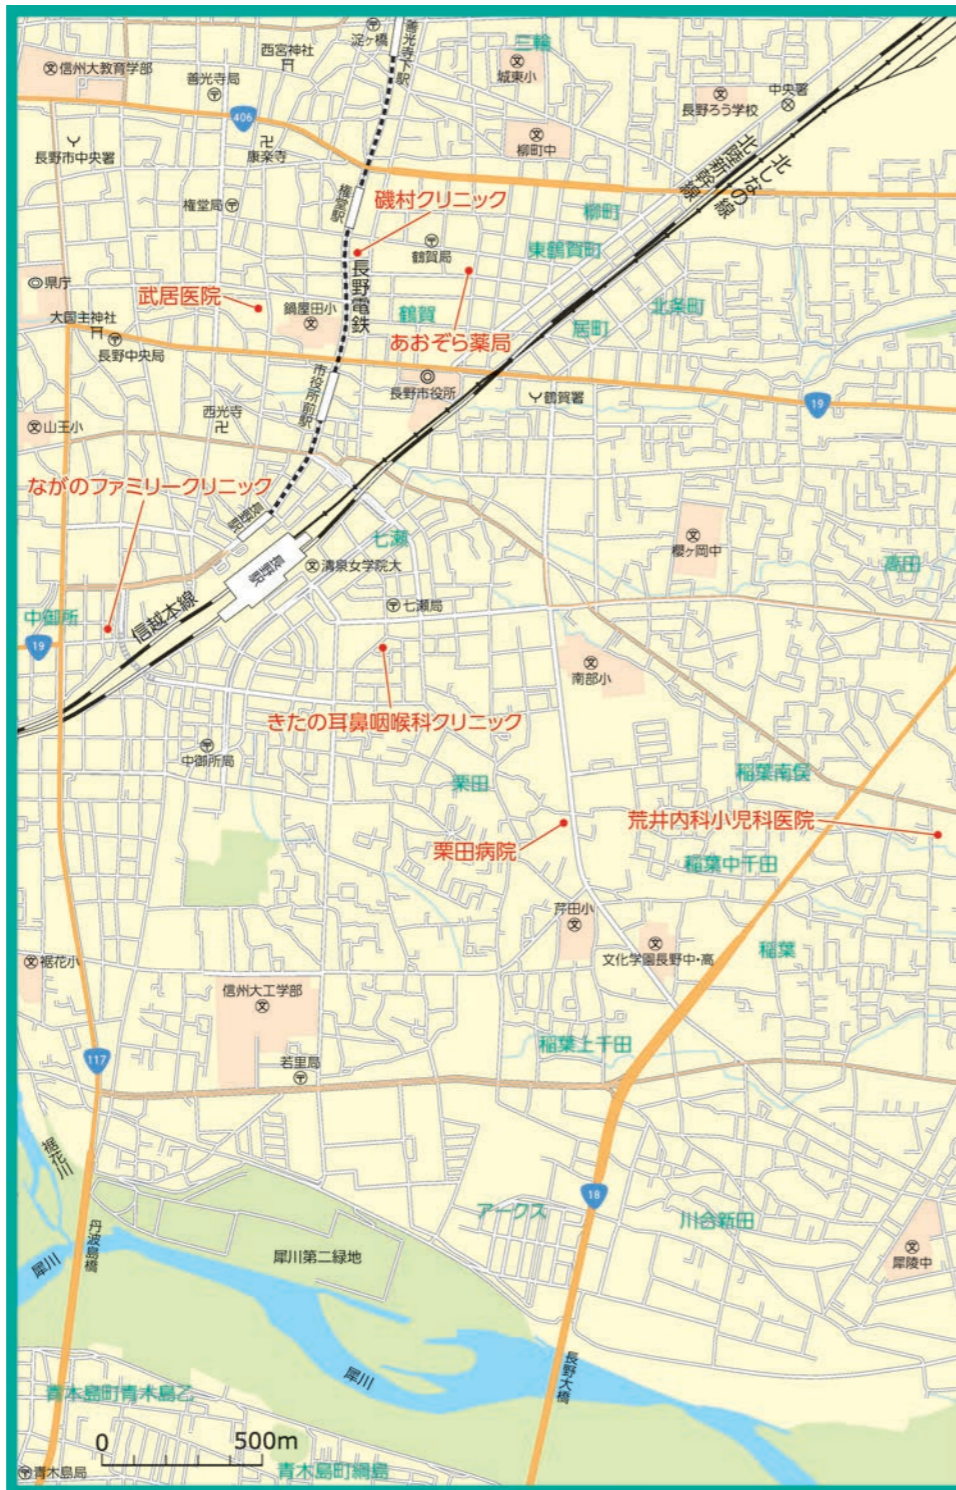 淀ヶ橋
善光寺下駅
三輪
西宮神社
信州大教育学部
善光寺局
城東小
中央署
長野ろう学校
406
長野市中央署
康楽寺
柳町中
北陸新幹線
北しなの線
権堂局
権堂駅
磯村クリニック
柳町
鶴賀局
東鶴賀町
県庁
武居医院
長野電鉄
鶴賀
北条町
大国主神社
鍋屋田小
居町
あおぞら薬局
長野中央局
市役所前駅
長野市役所
鶴賀署
19
西光寺
山王小
ながのファミリークリニック
長野駅
七瀬
櫻ヶ岡中
長野駅
清泉女学院大
高田
中御所
信越本線
七瀬局
19
南部小
きたの耳鼻咽喉科クリニック
中御所局
栗田
稲葉南俣
荒井内科小児科医院
栗田病院
稲葉中千田
芹田小
裾花小
文化学園長野中・高
稲葉
信州大工学部
稲葉上千田
117
若里局
裾花川
18
アークス
川合新田
丹波島橋
犀川
犀川第二緑地
犀陵中
犀川
長野大橋
青木島町青木島乙
0 500m
青木島局
青木島町綱島